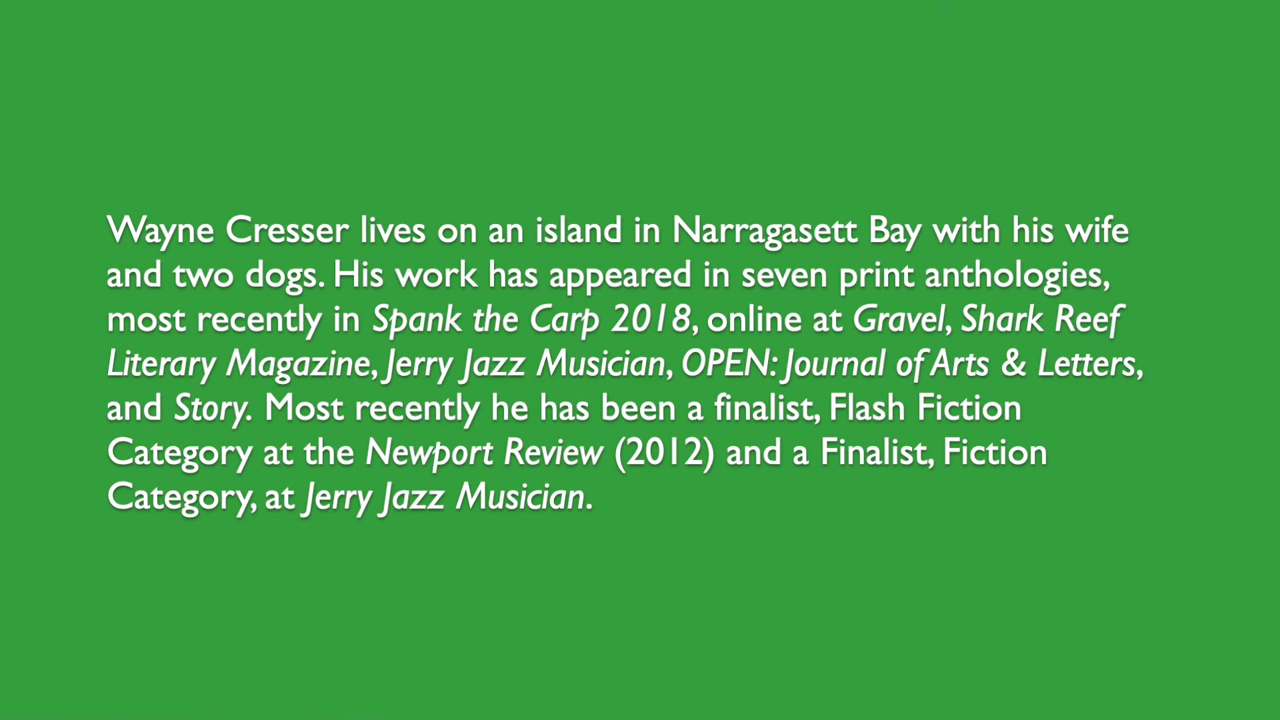 Wayne Cresser lives on an island in Narragasett Bay with his wife
and two dogs. His work has appeared in seven print anthologies,
most recently in Spank the Carp 2018, online at Gravel, Shark Reef
Literary Magazine, Jerry Jazz Musician, OPEN: Journal of Arts & Letters,
and Story. Most recently he has been a finalist, Flash Fiction
Category at the Newport Review (2012) and a Finalist, Fiction
Category, at Jerry Jazz Musician.